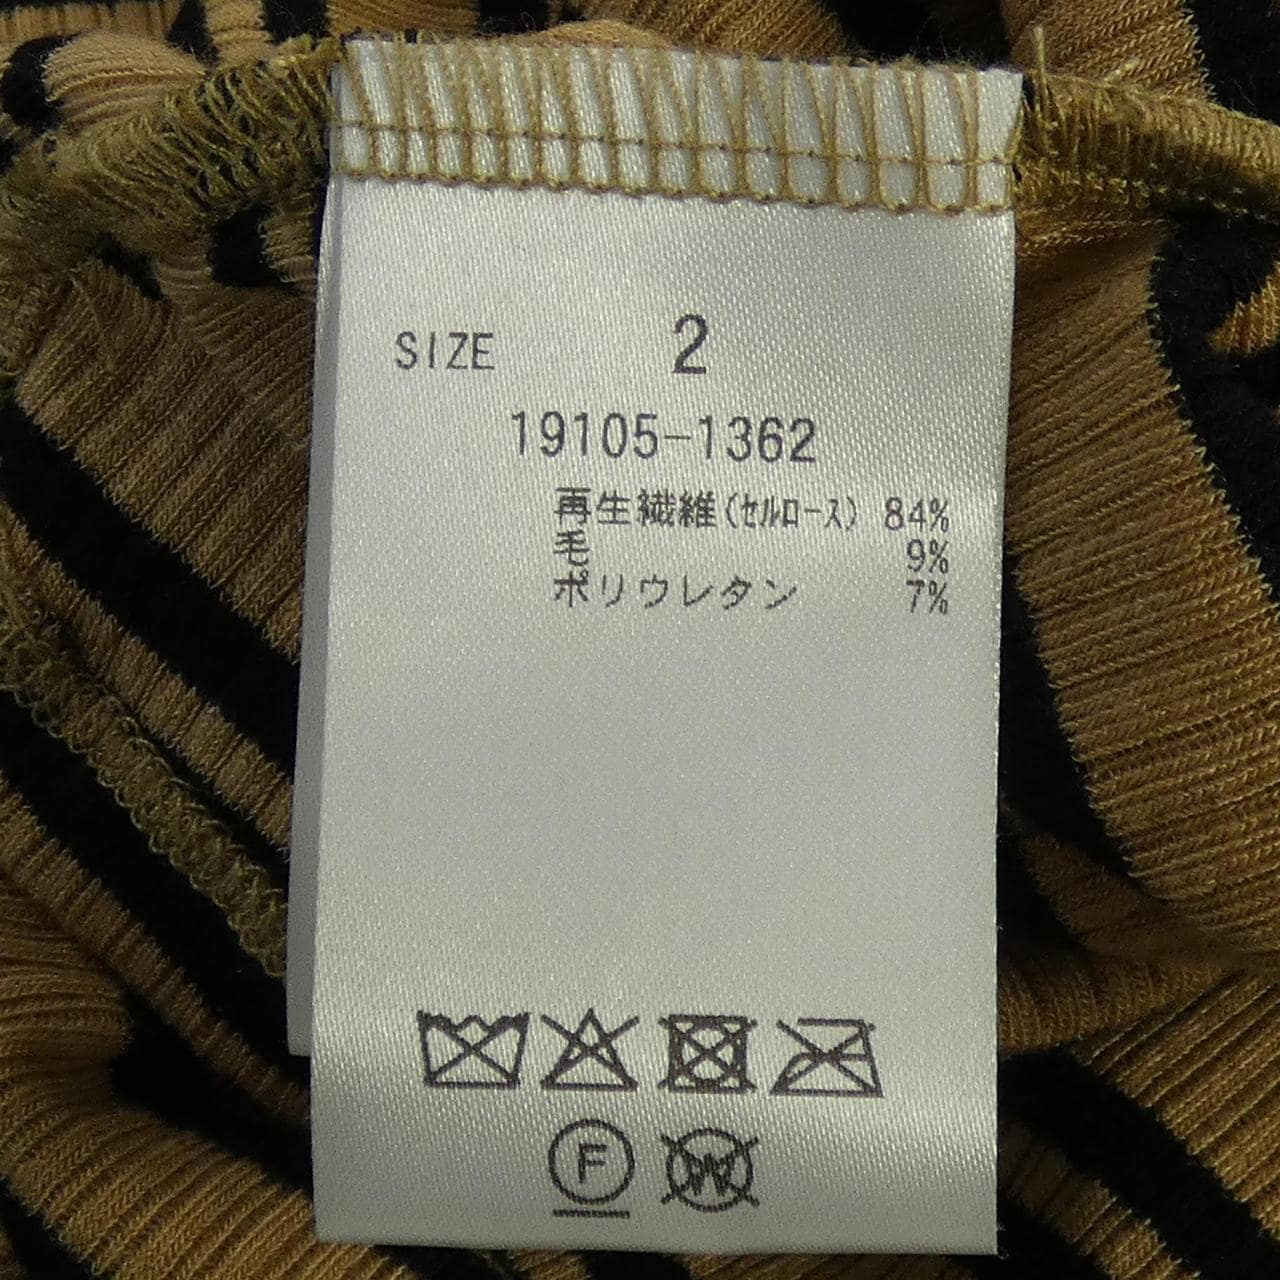 SIZE 2
19105-1362
再生繊維(セルロース) 84%
毛 9%
ポリウレタン 7%
F W